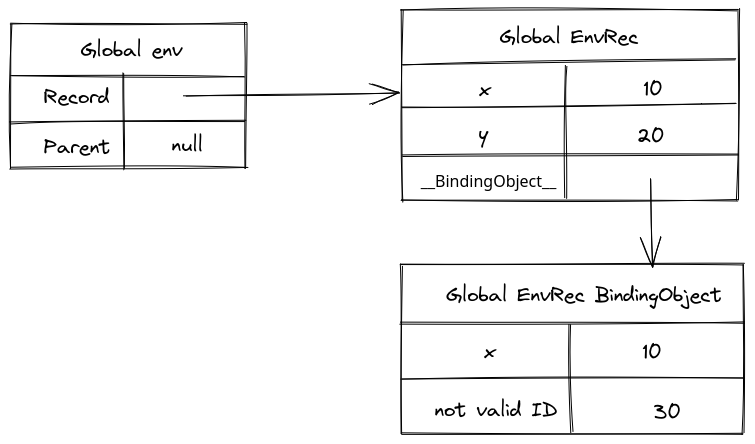 Global env
Record
Parent null
Global EnvRec
x 10
y 20
__BindingObject__
Global EnvRec BindingObject
x 10
not valid ID 30